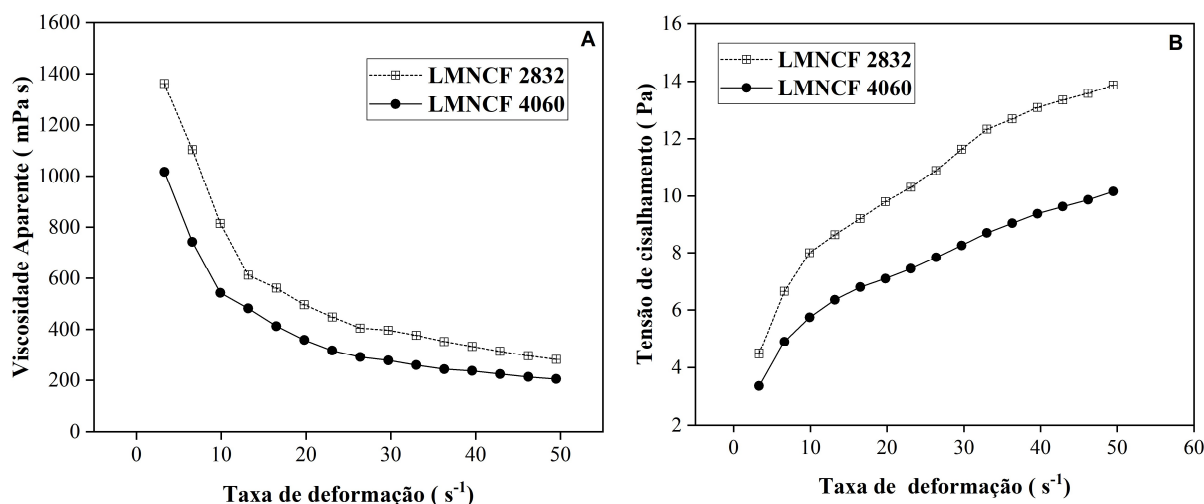 1600
1400
1200
1000
800
600
400
200
0
Viscosidade Aparente ( mPa s)
A
LMNCF 2832
LMNCF 4060
0 10 20 30 40 50
Taxa de deformação ( s⁻¹)
16
14
12
10
8
6
4
2
Tensão de cisalhamento ( Pa)
B
LMNCF 2832
LMNCF 4060
0 10 20 30 40 50 60
Taxa de deformação ( s⁻¹)